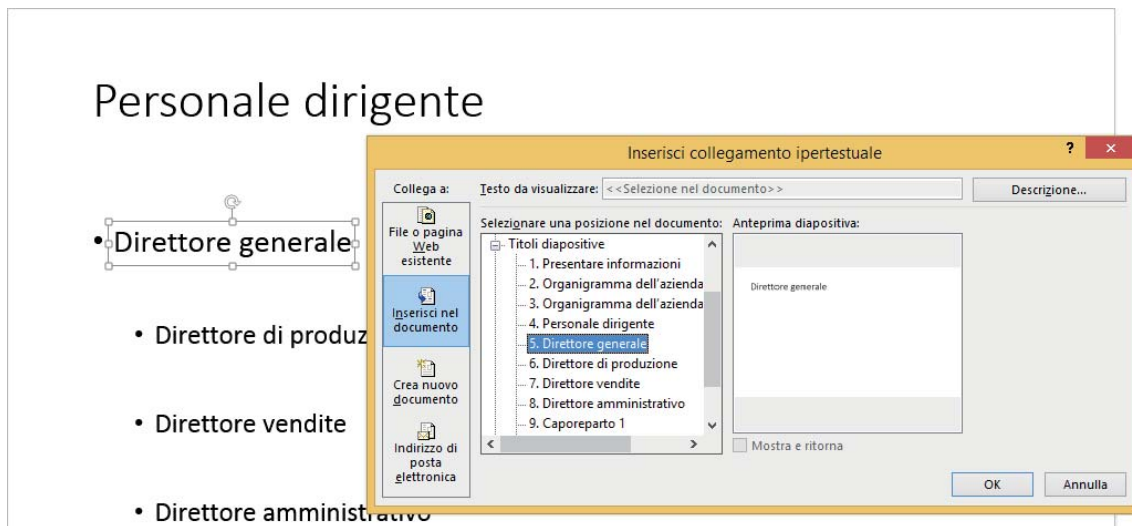 Personale dirigente
• Direttore generale
• Direttore di produz
• Direttore vendite
• Direttore amministrativo
Inserisci collegamento ipertestuale
?
Collega a:
File o pagina
Web
esistente
Inserisci nel
documento
Crea nuovo
documento
Indirizzo di
posta
elettronica
Testo da visualizzare: <<Selezione nel documento>>
Descrizione...
Selezionare una posizione nel documento:
Titoli diapositive
1. Presentare informazioni
2. Organigramma dell'azienda
3. Organigramma dell'azienda
4. Personale dirigente
5. Direttore generale
6. Direttore di produzione
7. Direttore vendite
8. Direttore amministrativo
9. Caporeparto 1
Anteprima diapositiva:
Direttore generale
Mostra e ritorna
OK
Annulla